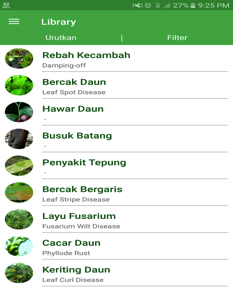 27% 9:25 PM
Library
Urutkan | Filter
Rebah Kecambah
Damping-off
Bercak Daun
Leaf Spot Disease
Hawar Daun
-
Busuk Batang
-
Penyakit Tepung
-
Bercak Bergaris
Leaf Stripe Disease
Layu Fusarium
Fusarium Wilt Disease
Cacar Daun
Phyllode Rust
Keriting Daun
Leaf Curl Disease